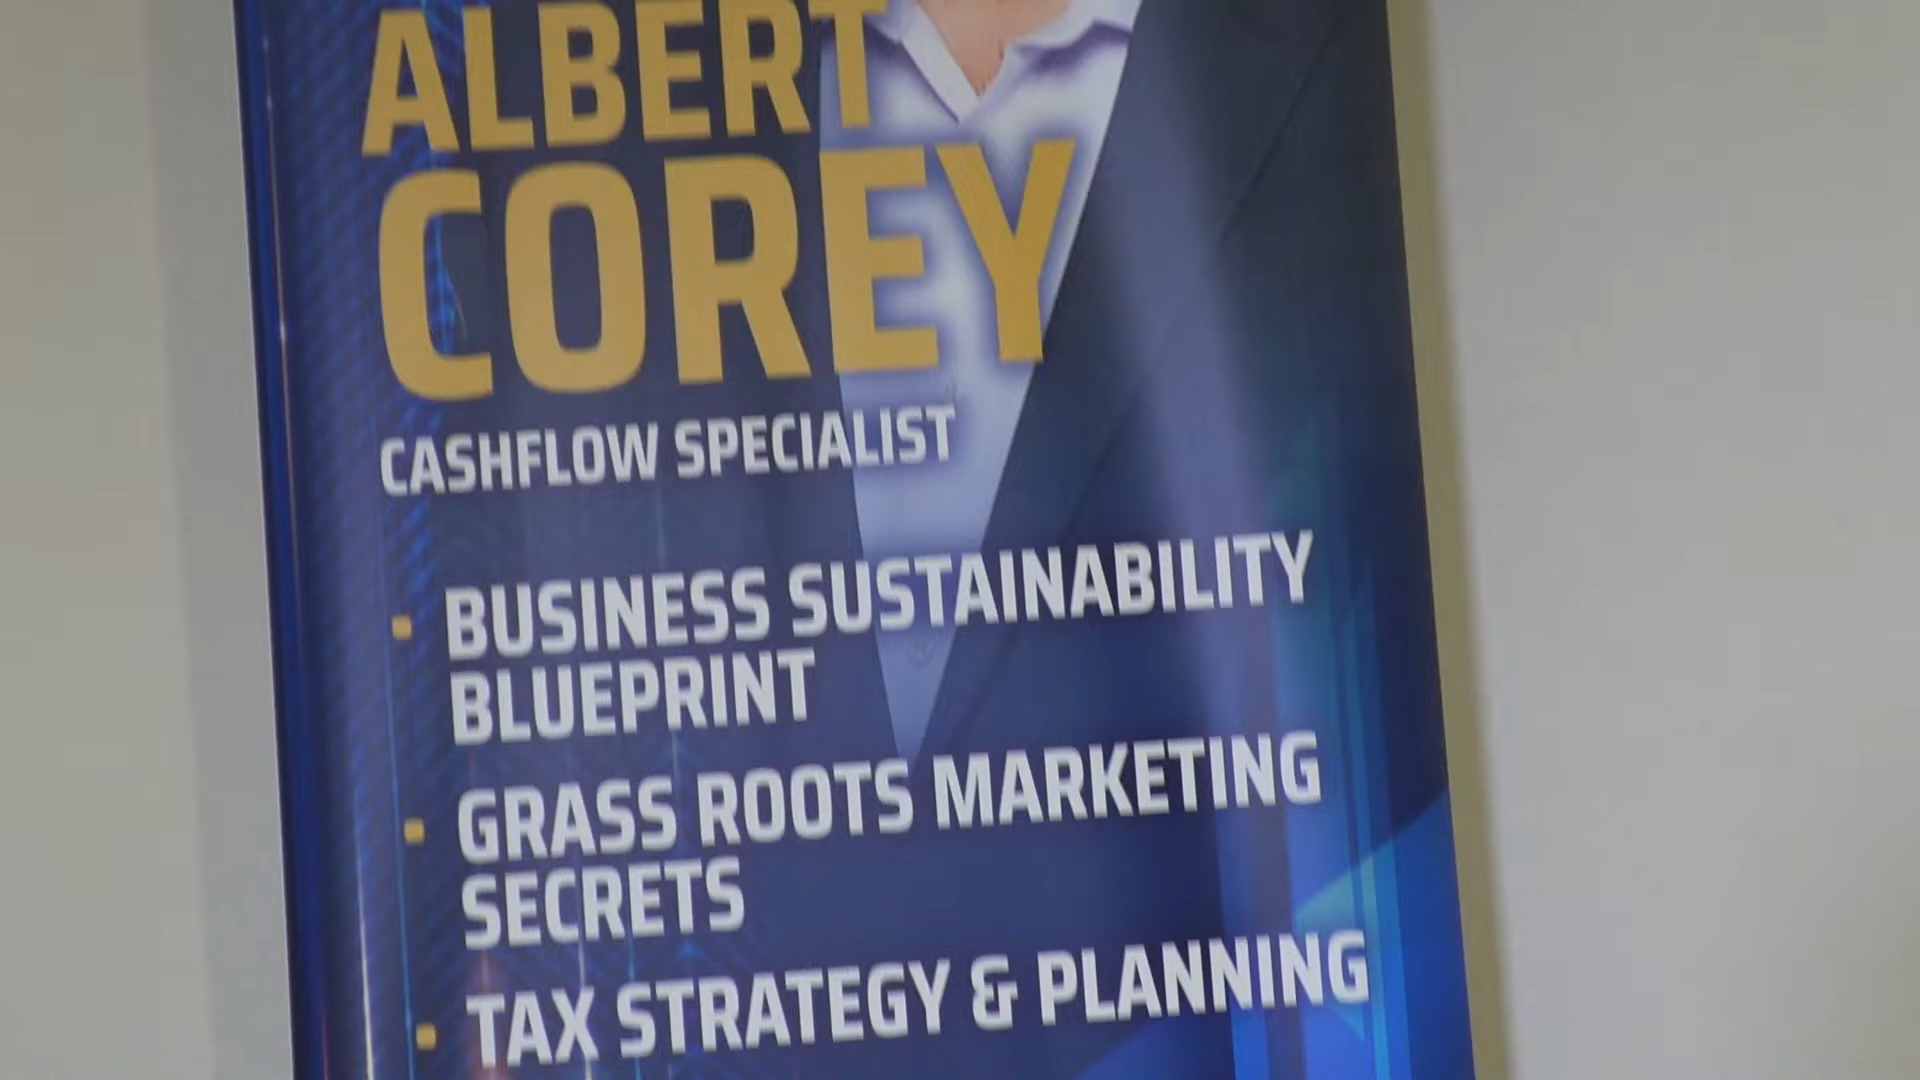 ALBERT
COREY
CASHFLOW SPECIALIST
▪ BUSINESS SUSTAINABILITY
BLUEPRINT
▪ GRASS ROOTS MARKETING
SECRETS
▪ TAX STRATEGY & PLANNING